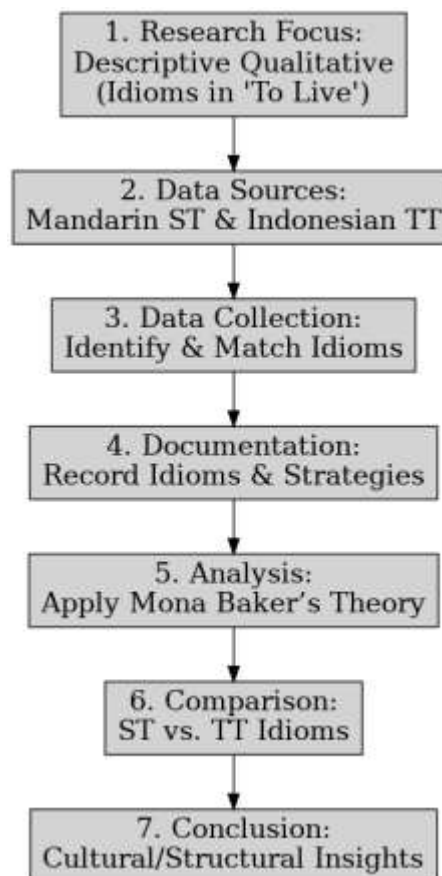 1. Research Focus:
Descriptive Qualitative
(Idioms in 'To Live')
2. Data Sources:
Mandarin ST & Indonesian TT
3. Data Collection:
Identify & Match Idioms
4. Documentation:
Record Idioms & Strategies
5. Analysis:
Apply Mona Baker’s Theory
6. Comparison:
ST vs. TT Idioms
7. Conclusion:
Cultural/Structural Insights